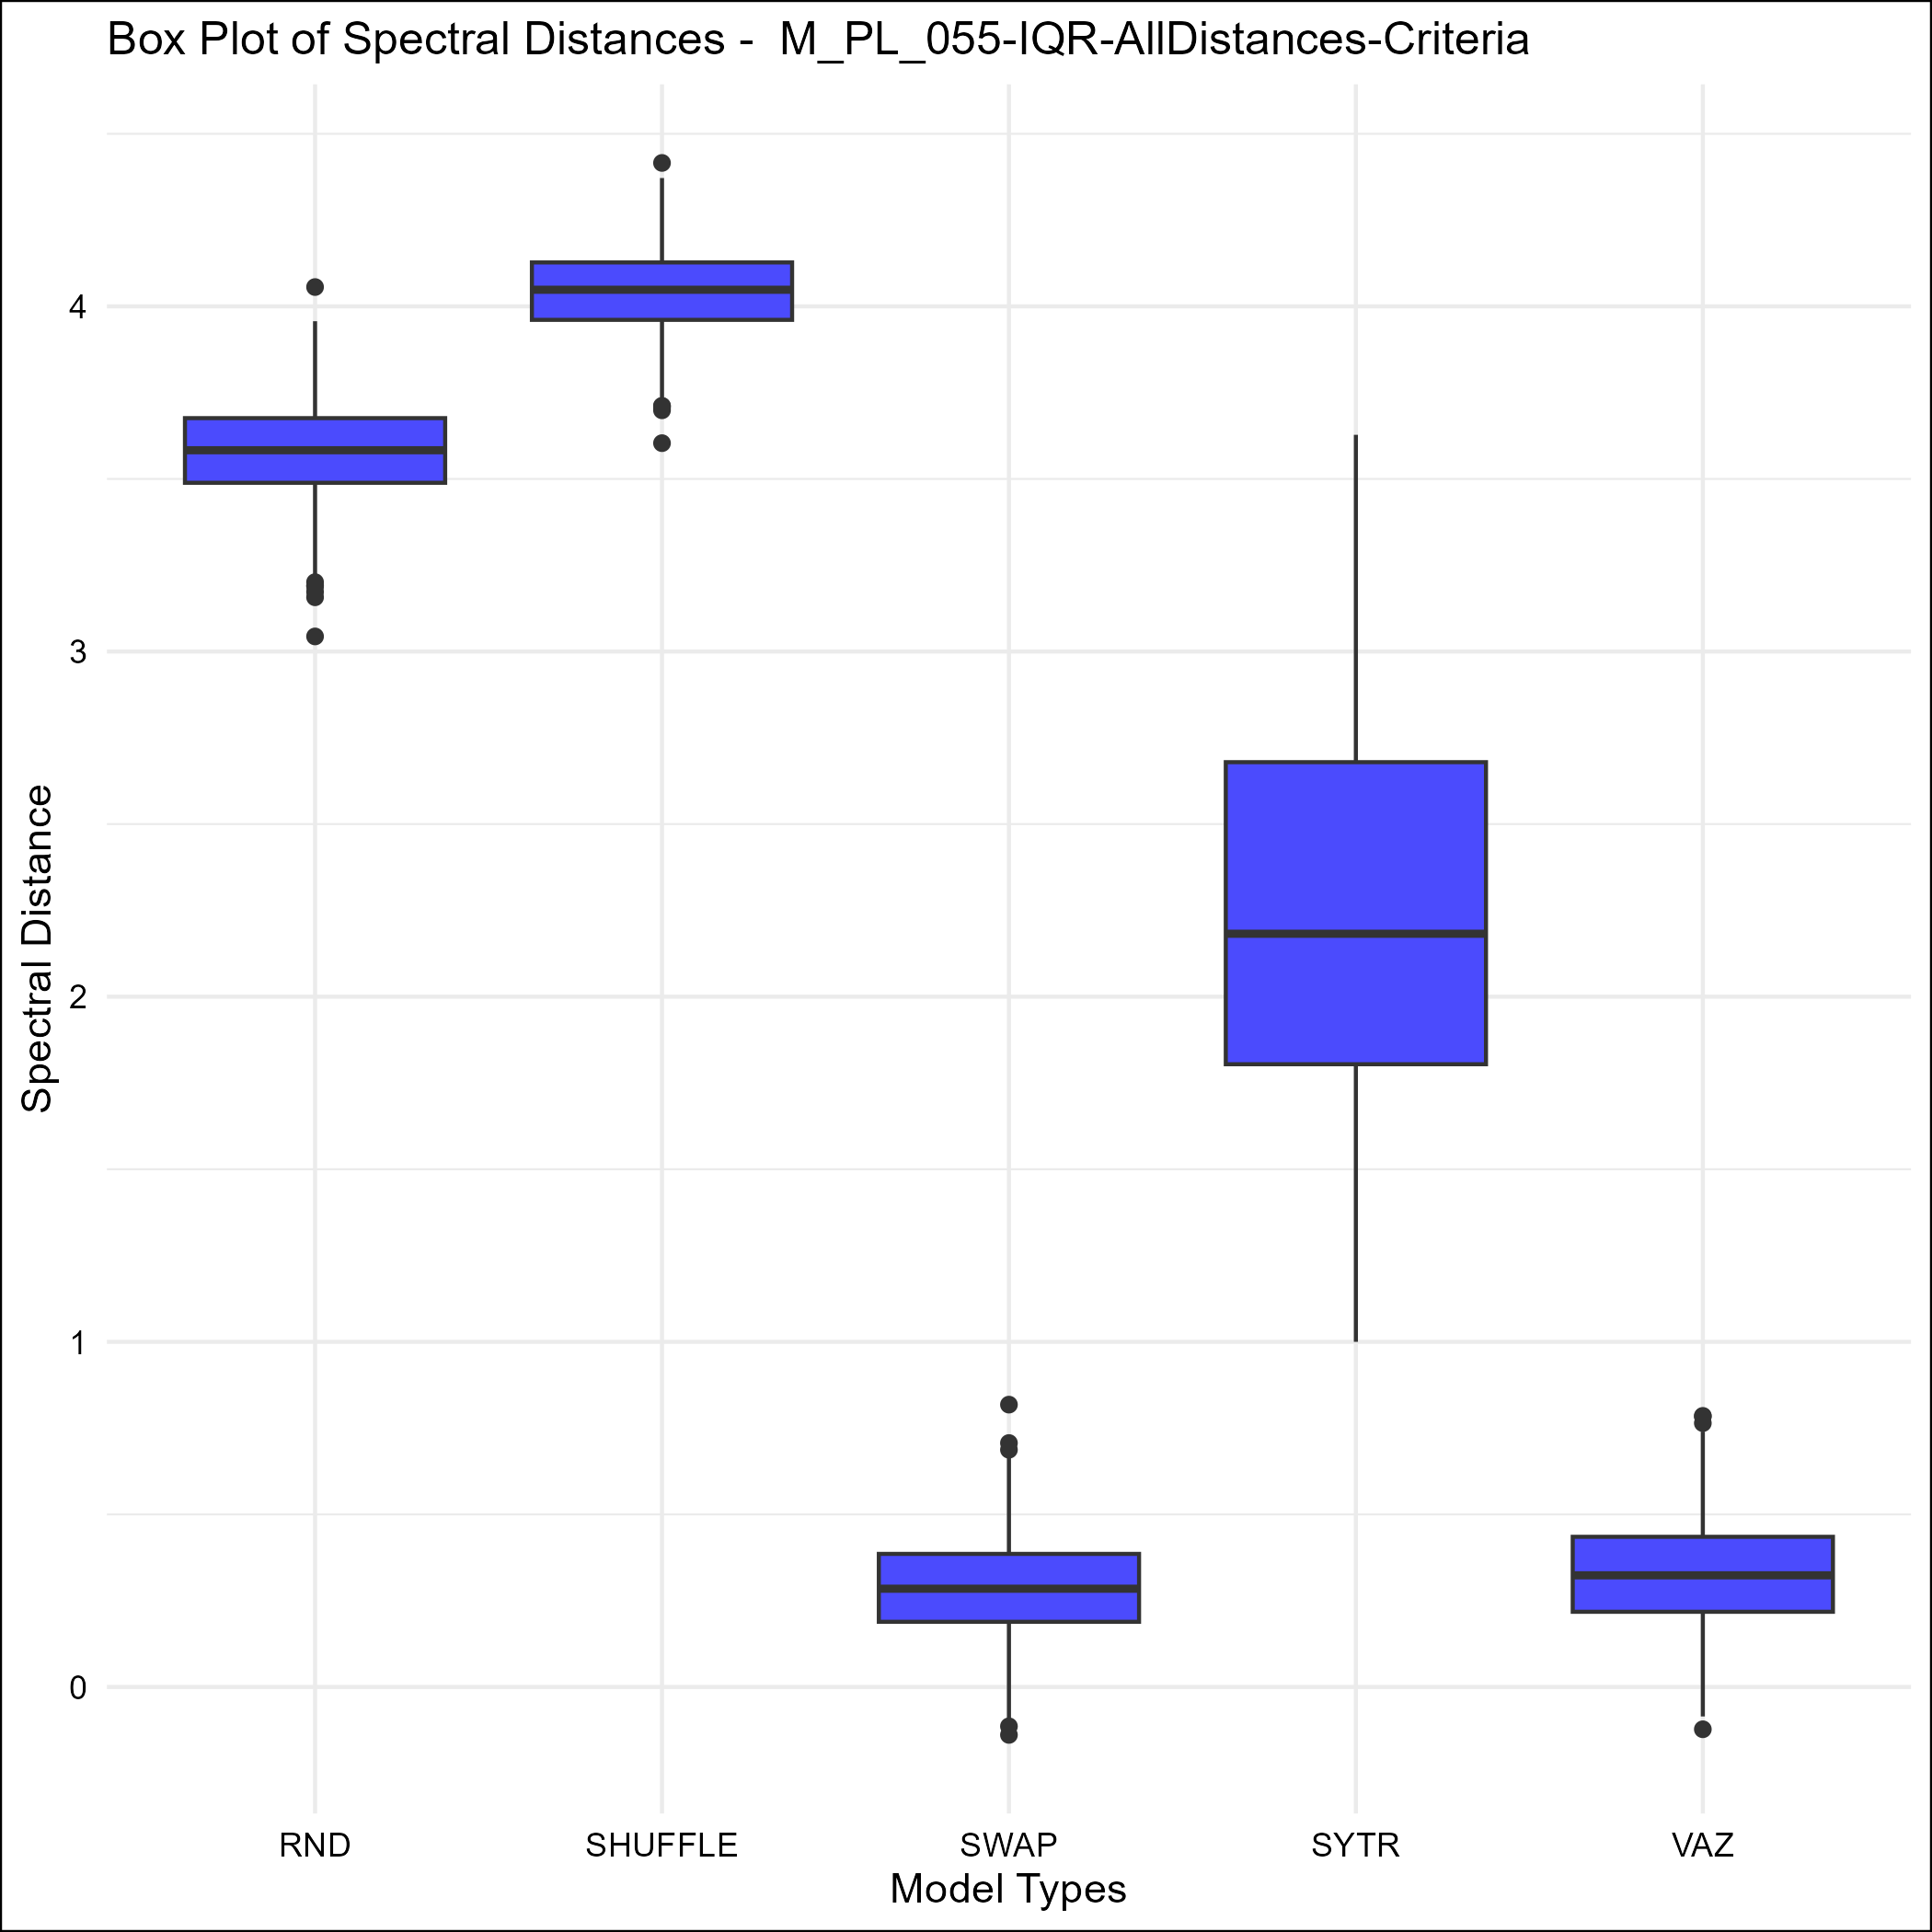 Box Plot of Spectral Distances -  M_PL_055-IQR-AllDistances-Criteria
Spectral Distance
4
3
2
1
0
RND SHUFFLE SWAP SYTR VAZ
Model Types